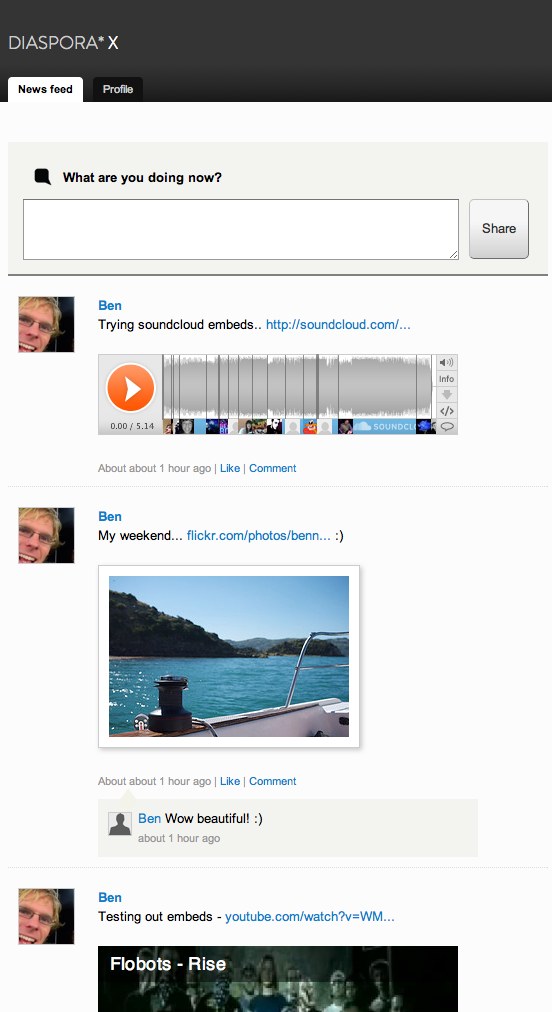 DIASPORA* X
News feed Profile
What are you doing now?
Share
Ben
Trying soundcloud embeds.. http://soundcloud.com/...
Info
</>
0.00 / 5.14
SOUNDCL
About about 1 hour ago | Like | Comment
Ben
My weekend... flickr.com/photos/benn... :)
About about 1 hour ago | Like | Comment
Ben Wow beautiful! :)
about 1 hour ago
Ben
Testing out embeds - youtube.com/watch?v=WM...
Flobots - Rise